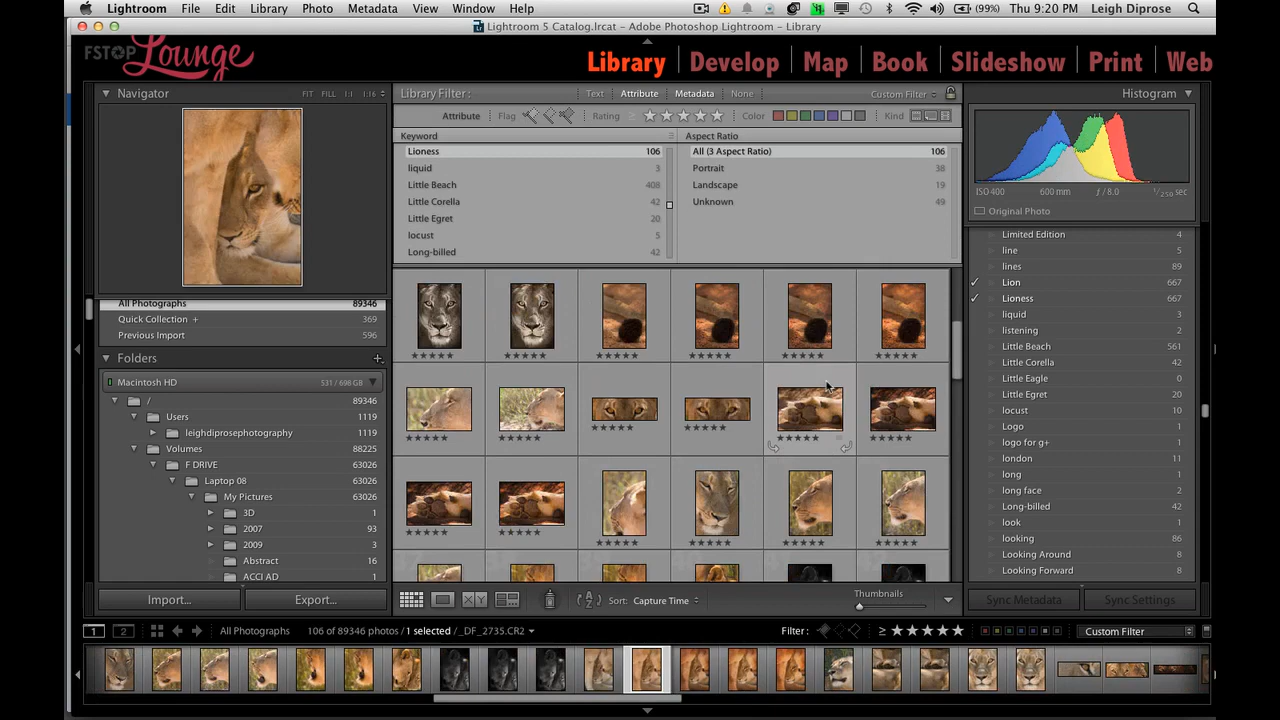 Lightroom File Edit Library Photo Metadata View Window Help (99%) Thu 9:20 PM Leigh Diprose
Lightroom 5 Catalog.lrcat - Adobe Photoshop Lightroom - Library
FSTOP Lounge
Library Develop Map Book Slideshow Print Web
Navigator FIT FILL 1:1 1:16
Library Filter: Text Attribute Metadata None Custom Filter
Histogram
Attribute Flag Rating ≥ ★★★★★ Color Kind
Keyword Aspect Ratio
Lioness 106 All (3 Aspect Ratio) 106
liquid 3 Portrait 38
Little Beach 408 Landscape 19
Little Corella 42 Unknown 49
Little Egret 20
locust 5
Long-billed 42
ISO 400 600 mm ƒ / 8.0 1/250 sec
Original Photo
All Photographs 89346
Quick Collection + 369
Previous Import 596
Folders
Macintosh HD 531 / 698 GB
/ 89346
Users 1119
leighdiprosephotography 1119
Volumes 88225
F DRIVE 63026
Laptop 08 63026
My Pictures 63026
3D 1
2007 93
2009 3
Abstract 16
ACCI AD 1
Limited Edition 4
line 5
lines 89
Lion 667
Lioness 667
liquid 3
listening 2
Little Beach 561
Little Corella 42
Little Eagle 0
Little Egret 20
locust 10
Logo 1
logo for g+ 1
london 11
long 1
long face 2
Long-billed 42
look 1
looking 86
Looking Around 8
Looking Forward 8
Import... Export...
Sort: Capture Time Thumbnails
Sync Metadata Sync Settings
1 2 All Photographs 106 of 89346 photos / 1 selected / _DF_2735.CR2 Filter: ≥ ★★★★★ Custom Filter